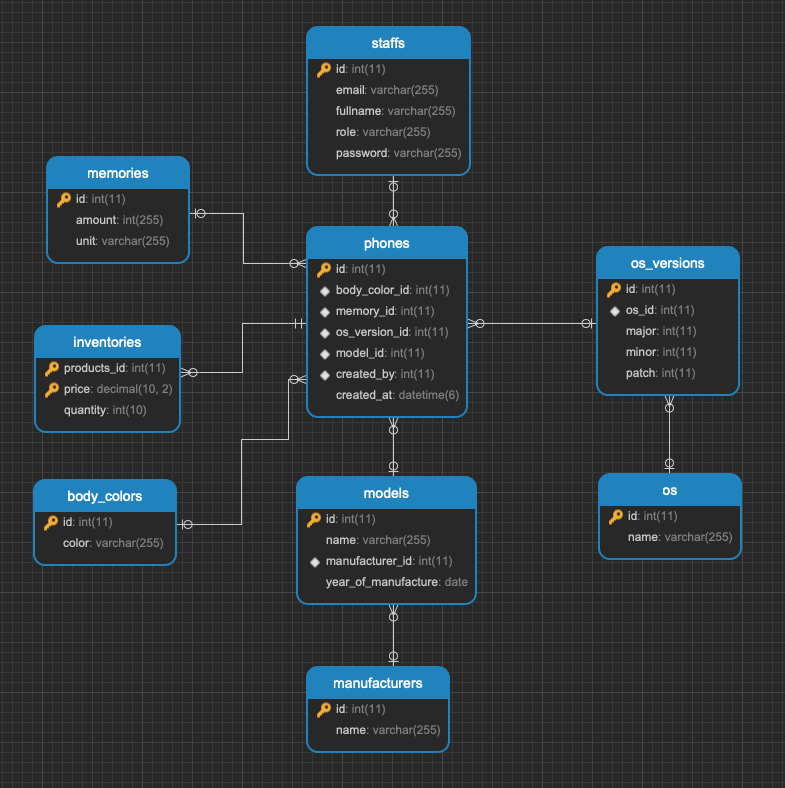 staffs
id: int(11)
email: varchar(255)
fullname: varchar(255)
role: varchar(255)
password: varchar(255)
memories
id: int(11)
amount: int(255)
unit: varchar(255)
phones
id: int(11)
body_color_id: int(11)
memory_id: int(11)
os_version_id: int(11)
model_id: int(11)
created_by: int(11)
created_at: datetime(6)
os_versions
id: int(11)
os_id: int(11)
major: int(11)
minor: int(11)
patch: int(11)
inventories
products_id: int(11)
price: decimal(10, 2)
quantity: int(10)
body_colors
id: int(11)
color: varchar(255)
models
id: int(11)
name: varchar(255)
manufacturer_id: int(11)
year_of_manufacture: date
os
id: int(11)
name: varchar(255)
manufacturers
id: int(11)
name: varchar(255)